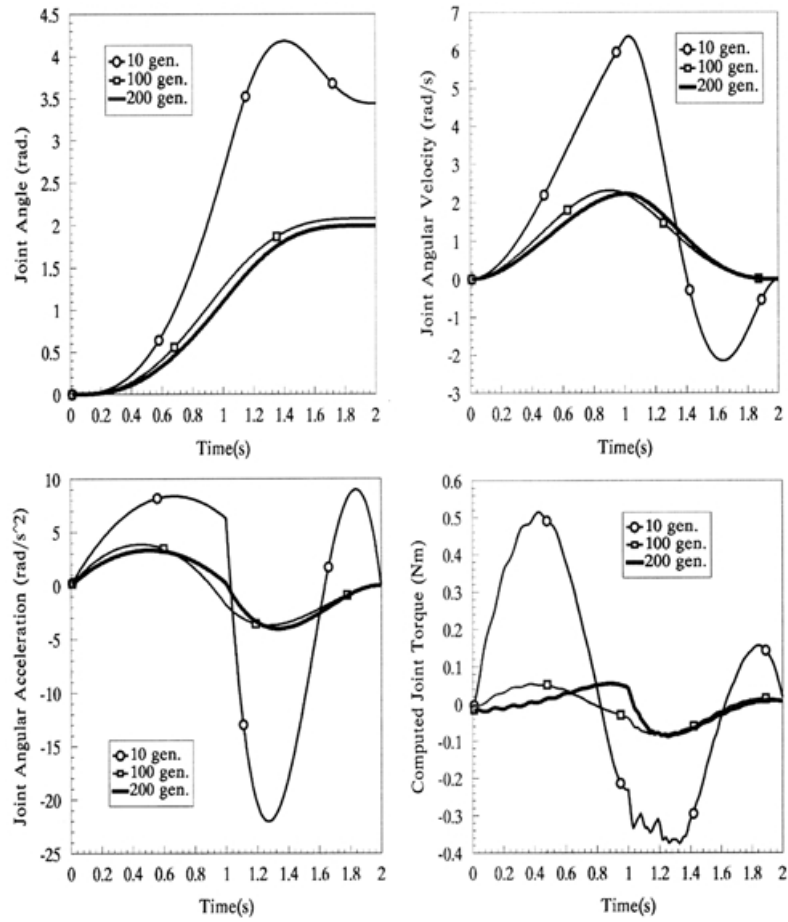 4.5
4
3.5
3
2.5
2
1.5
1
0.5
0
0 0.2 0.4 0.6 0.8 1 1.2 1.4 1.6 1.8 2
Joint Angle (rad.)
Time(s)
10 gen.
100 gen.
200 gen.
7
6
5
4
3
2
1
0
-1
-2
-3
0 0.2 0.4 0.6 0.8 1 1.2 1.4 1.6 1.8 2
Joint Angular Velocity (rad/s)
Time(s)
10 gen.
100 gen.
200 gen.
10
5
0
-5
-10
-15
-20
-25
0 0.2 0.4 0.6 0.8 1 1.2 1.4 1.6 1.8 2
Joint Angular Acceleration (rad/s^2)
Time(s)
10 gen.
100 gen.
200 gen.
0.6
0.5
0.4
0.3
0.2
0.1
0
-0.1
-0.2
-0.3
-0.4
0 0.2 0.4 0.6 0.8 1 1.2 1.4 1.6 1.8 2
Computed Joint Torque (Nm)
Time(s)
10 gen.
100 gen.
200 gen.